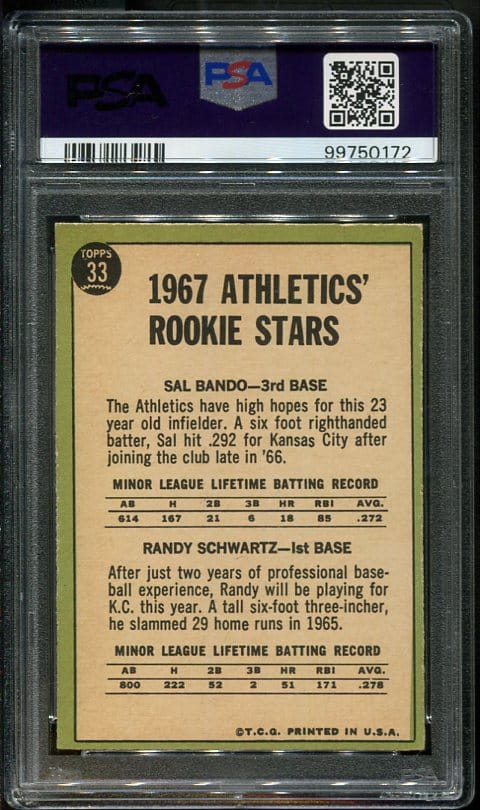 PSA
PSA
99750172
TOPPS
33
1967 ATHLETICS'
ROOKIE STARS
SAL BANDO—3rd BASE
The Athletics have high hopes for this 23
year old infielder. A six foot righthanded
batter, Sal hit .292 for Kansas City after
joining the club late in '66.
MINOR LEAGUE LIFETIME BATTING RECORD
AB H 2B 3B HR RBI AVG.
614 167 21 6 18 85 .272
RANDY SCHWARTZ—1st BASE
After just two years of professional base-
ball experience, Randy will be playing for
K.C. this year. A tall six-foot three-incher,
he slammed 29 home runs in 1965.
MINOR LEAGUE LIFETIME BATTING RECORD
AB H 2B 3B HR RBI AVG.
800 222 52 2 51 171 .278
©T.C.G. PRINTED IN U.S.A.